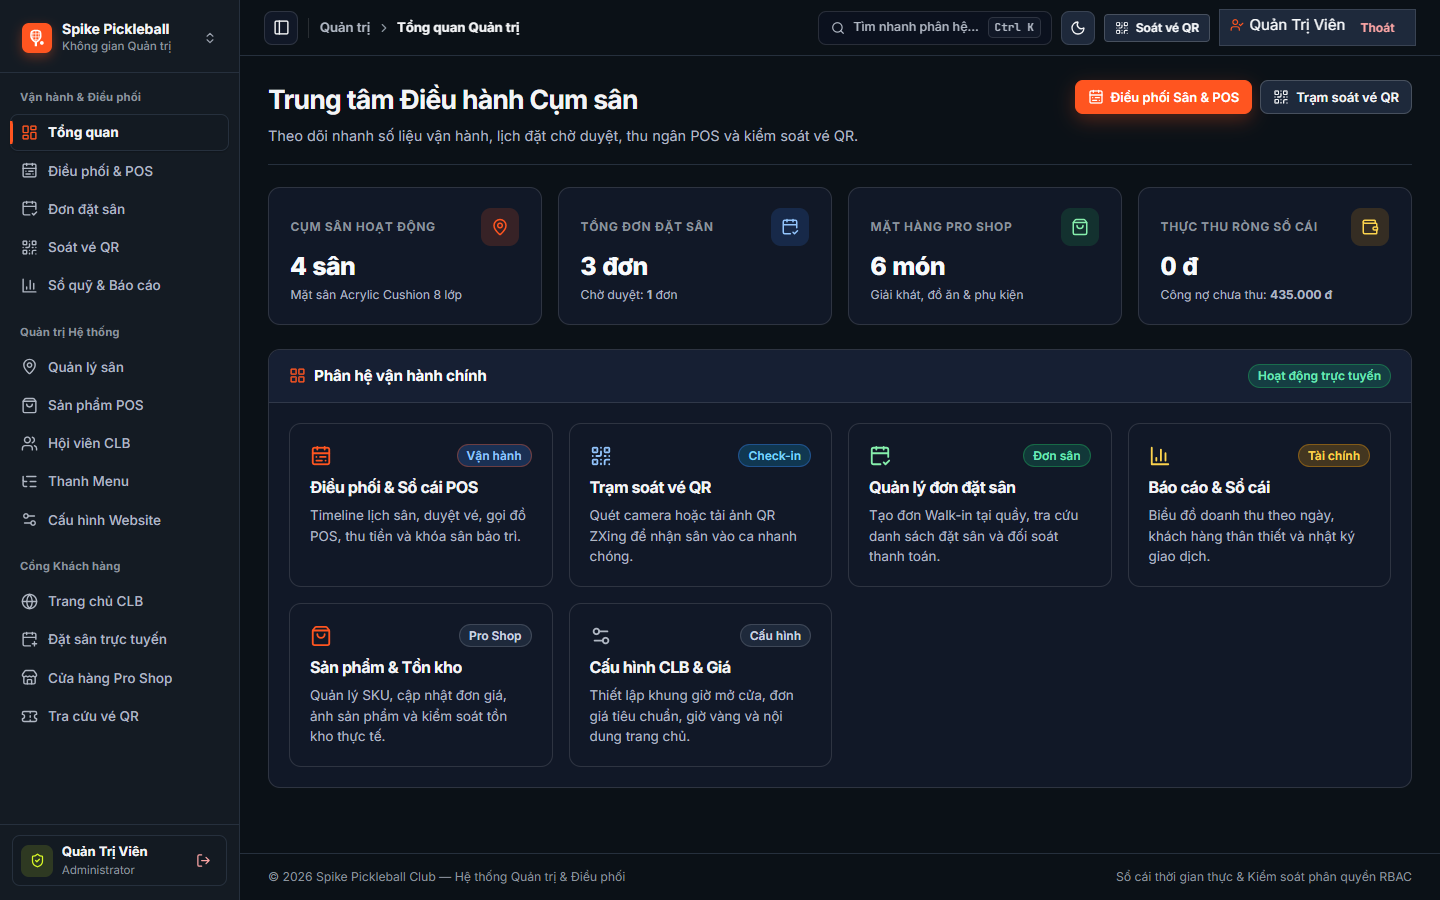 Spike Pickleball
Không gian Quản trị
Vận hành & Điều phối
Tổng quan
Điều phối & POS
Đơn đặt sân
Soát vé QR
Sổ quỹ & Báo cáo
Quản trị Hệ thống
Quản lý sân
Sản phẩm POS
Hội viên CLB
Thanh Menu
Cấu hình Website
Cổng Khách hàng
Trang chủ CLB
Đặt sân trực tuyến
Cửa hàng Pro Shop
Tra cứu vé QR
Quản Trị Viên
Administrator
Quản trị > Tổng quan Quản trị
Tìm nhanh phân hệ... Ctrl K
Soát vé QR
Quản Trị Viên Thoát
Trung tâm Điều hành Cụm sân
Theo dõi nhanh số liệu vận hành, lịch đặt chờ duyệt, thu ngân POS và kiểm soát vé QR.
Điều phối Sân & POS
Trạm soát vé QR
CỤM SÂN HOẠT ĐỘNG
4 sân
Mặt sân Acrylic Cushion 8 lớp
TỔNG ĐƠN ĐẶT SÂN
3 đơn
Chờ duyệt: 1 đơn
MẶT HÀNG PRO SHOP
6 món
Giải khát, đồ ăn & phụ kiện
THỰC THU RÒNG SỔ CÁI
0 đ
Công nợ chưa thu: 435.000 đ
Phân hệ vận hành chính
Hoạt động trực tuyến
Vận hành
Điều phối & Sổ cái POS
Timeline lịch sân, duyệt vé, gọi đồ
POS, thu tiền và khóa sân bảo trì.
Check-in
Trạm soát vé QR
Quét camera hoặc tải ảnh QR
ZXing để nhận sân vào ca nhanh
chóng.
Đơn sân
Quản lý đơn đặt sân
Tạo đơn Walk-in tại quầy, tra cứu
danh sách đặt sân và đối soát
thanh toán.
Tài chính
Báo cáo & Sổ cái
Biểu đồ doanh thu theo ngày,
khách hàng thân thiết và nhật ký
giao dịch.
Pro Shop
Sản phẩm & Tồn kho
Quản lý SKU, cập nhật đơn giá,
ảnh sản phẩm và kiểm soát tồn
kho thực tế.
Cấu hình
Cấu hình CLB & Giá
Thiết lập khung giờ mở cửa, đơn
giá tiêu chuẩn, giờ vàng và nội
dung trang chủ.
© 2026 Spike Pickleball Club — Hệ thống Quản trị & Điều phối
Sổ cái thời gian thực & Kiểm soát phân quyền RBAC